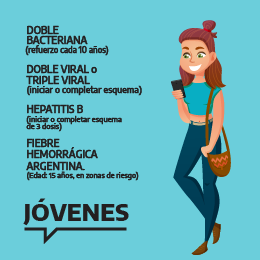 DOBLE
BACTERIANA
(refuerzo cada 10 años)
DOBLE VIRAL o
TRIPLE VIRAL
(iniciar o completar esquema)
HEPATITIS B
(iniciar o completar esquema
de 3 dosis)
FIEBRE
HEMORRÁGICA
ARGENTINA.
(Edad: 15 años, en zonas de riesgo)
JÓVENES